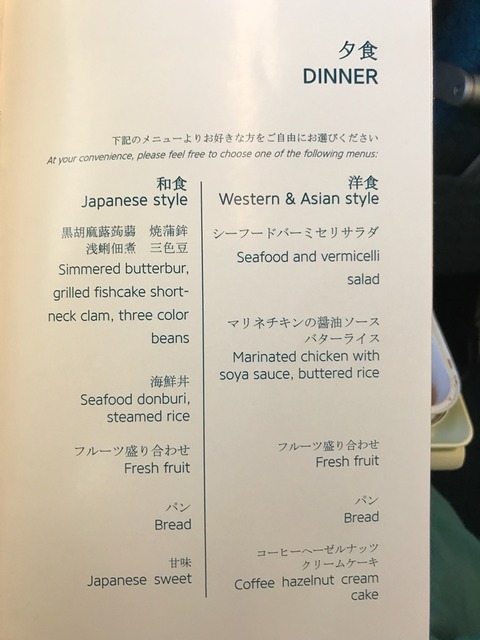 夕食
DINNER
下記のメニューよりお好きな方をご自由にお選びください
At your convenience, please feel free to choose one of the following menus:
和食
Japanese style
黒胡麻蕗蒟蒻　焼蒲鉾
浅蜊佃煮　三色豆
Simmered butterbur,
grilled fishcake short-
neck clam, three color
beans
海鮮丼
Seafood donburi,
steamed rice
フルーツ盛り合わせ
Fresh fruit
パン
Bread
甘味
Japanese sweet
洋食
Western & Asian style
シーフードバーミセリサラダ
Seafood and vermicelli
salad
マリネチキンの醤油ソース
バターライス
Marinated chicken with
soya sauce, buttered rice
フルーツ盛り合わせ
Fresh fruit
パン
Bread
コーヒーヘーゼルナッツ
クリームケーキ
Coffee hazelnut cream
cake